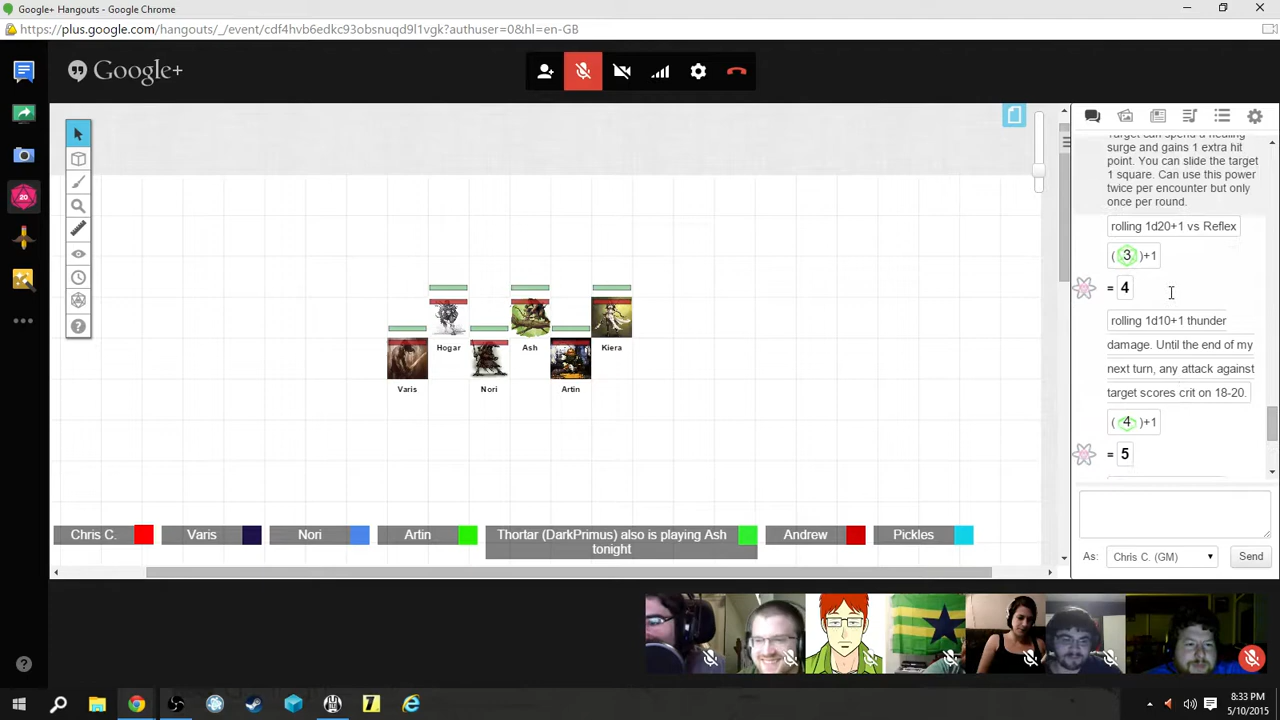 Google+ Hangouts - Google Chrome
https://plus.google.com/hangouts/_/event/cdf4hvb6edkc93obsnuqd9l1vgk?authuser=0&hl=en-GB
Google+
Target can spend a healing
surge and gains 1 extra hit
point. You can slide the target
1 square. Can use this power
twice per encounter but only
once per round.
rolling 1d20+1 vs Reflex
(3)+1
= 4
rolling 1d10+1 thunder
damage. Until the end of my
next turn, any attack against
target scores crit on 18-20.
(4)+1
= 5
Hogar
Ash
Kiera
Varis
Nori
Artin
Chris C.
Varis
Nori
Artin
Thortar (DarkPrimus) also is playing Ash
tonight
Andrew
Pickles
As:
Chris C. (GM)
Send
20
8:33 PM
5/10/2015